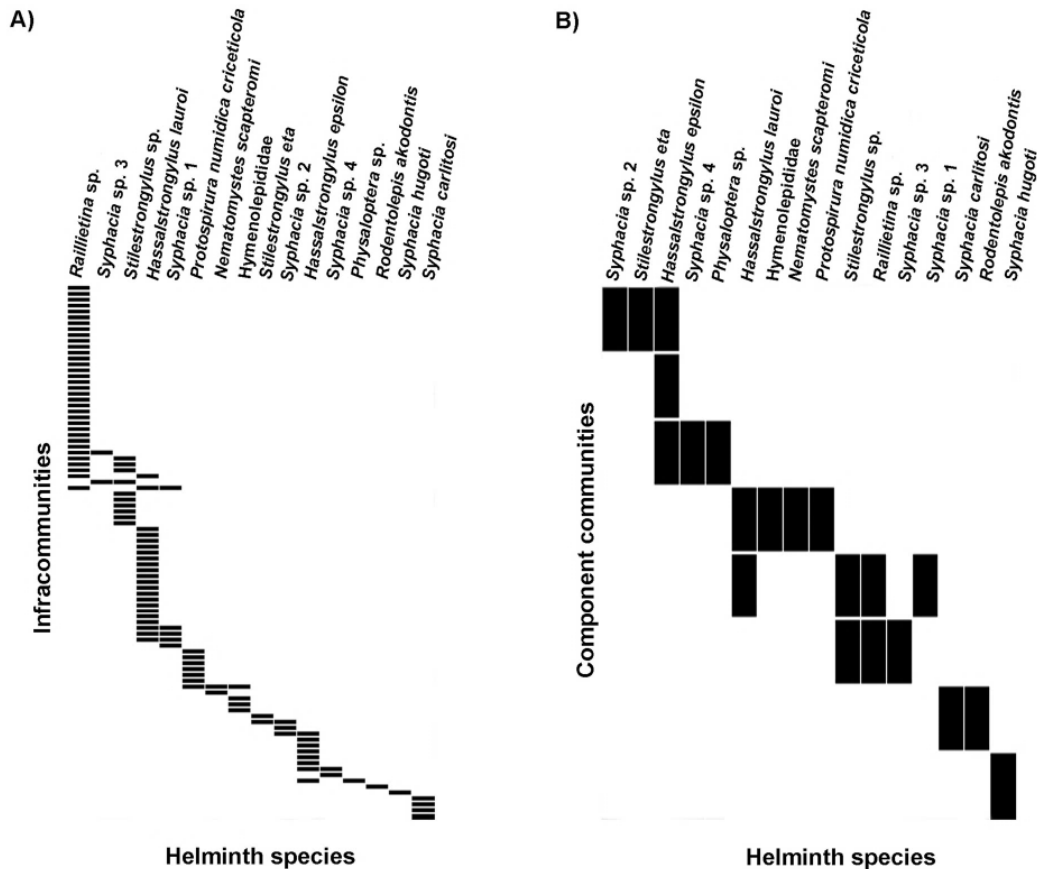 A)
Raillietina sp.
Syphacia sp. 3
Stilestrongylus sp.
Hassalstrongylus lauroi
Syphacia sp. 1
Protospirura numidica criceticola
Nematomystes scapteromi
Hymenolepididae
Stilestrongylus eta
Syphacia sp. 2
Hassalstrongylus epsilon
Syphacia sp. 4
Physaloptera sp.
Rodentolepis akodontis
Syphacia hugoti
Syphacia carlitosi
Infracommunities
Helminth species
B)
Syphacia sp. 2
Stilestrongylus eta
Hassalstrongylus epsilon
Syphacia sp. 4
Physaloptera sp.
Hassalstrongylus lauroi
Hymenolepididae
Nematomystes scapteromi
Protospirura numidica criceticola
Stilestrongylus sp.
Raillietina sp.
Syphacia sp. 3
Syphacia sp. 1
Syphacia carlitosi
Rodentolepis akodontis
Syphacia hugoti
Component communities
Helminth species